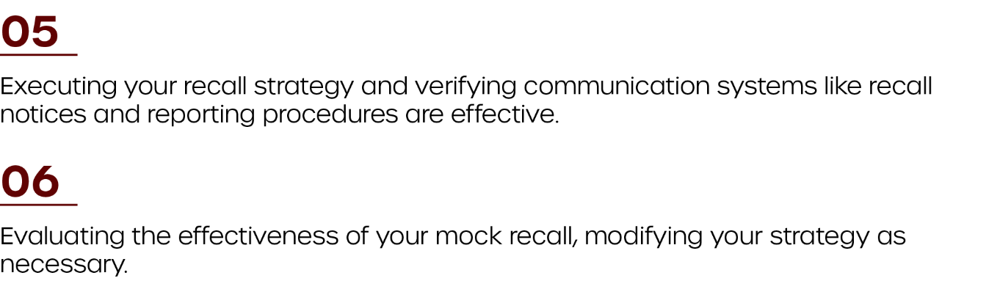 05
Executing your recall strategy and verifying communication systems like recall
notices and reporting procedures are effective.
06
Evaluating the effectiveness of your mock recall, modifying your strategy as
necessary.